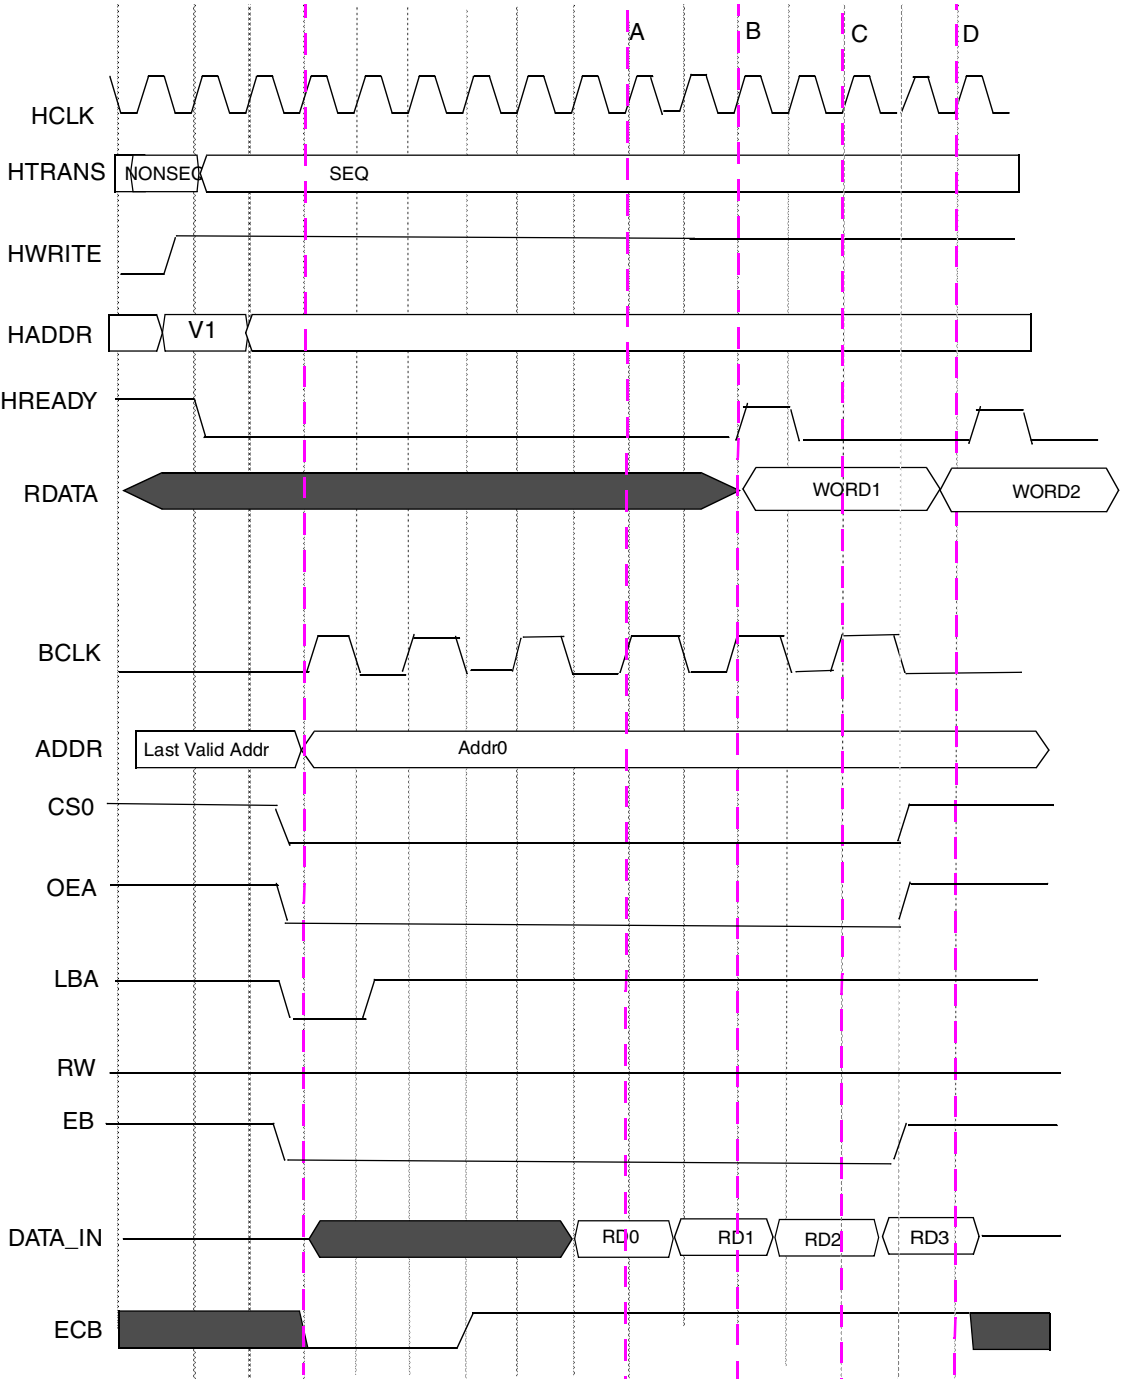 A B C D
HCLK
HTRANS NONSEQ SEQ
HWRITE
HADDR V1
HREADY
RDATA WORD1 WORD2
BCLK
ADDR Last Valid Addr Addr0
CS0
OEA
LBA
RW
EB
DATA_IN RD0 RD1 RD2 RD3
ECB